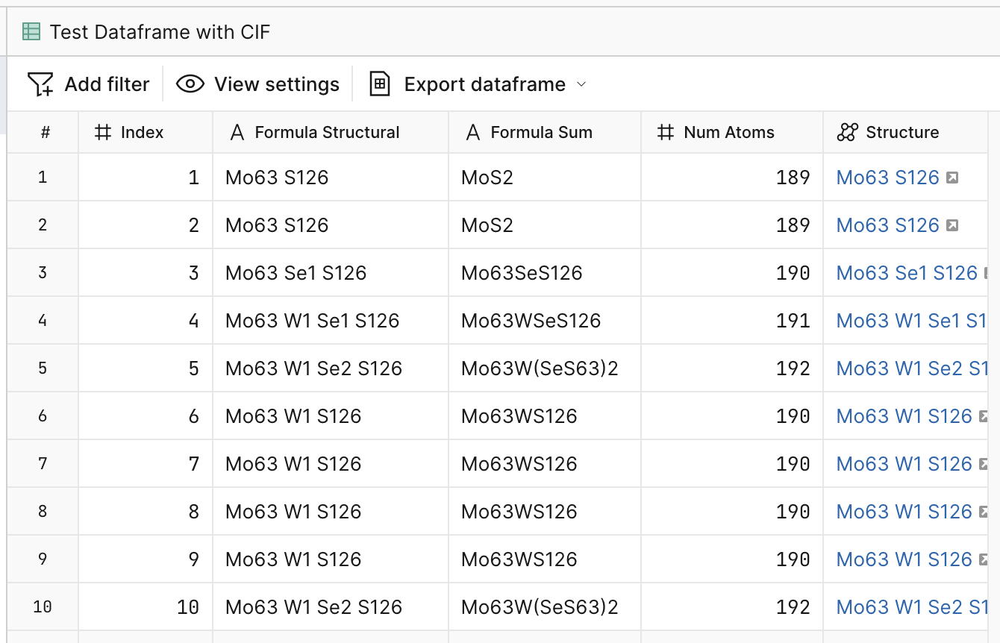 Test Dataframe with CIF
Add filter View settings Export dataframe
# Index Formula Structural Formula Sum Num Atoms Structure
1 1 Mo63 S126 MoS2 189 Mo63 S126
2 2 Mo63 S126 MoS2 189 Mo63 S126
3 3 Mo63 Se1 S126 Mo63SeS126 190 Mo63 Se1 S126
4 4 Mo63 W1 Se1 S126 Mo63WSeS126 191 Mo63 W1 Se1 S1
5 5 Mo63 W1 Se2 S126 Mo63W(SeS63)2 192 Mo63 W1 Se2 S1
6 6 Mo63 W1 S126 Mo63WS126 190 Mo63 W1 S126
7 7 Mo63 W1 S126 Mo63WS126 190 Mo63 W1 S126
8 8 Mo63 W1 S126 Mo63WS126 190 Mo63 W1 S126
9 9 Mo63 W1 S126 Mo63WS126 190 Mo63 W1 S126
10 10 Mo63 W1 Se2 S126 Mo63W(SeS63)2 192 Mo63 W1 Se2 S1